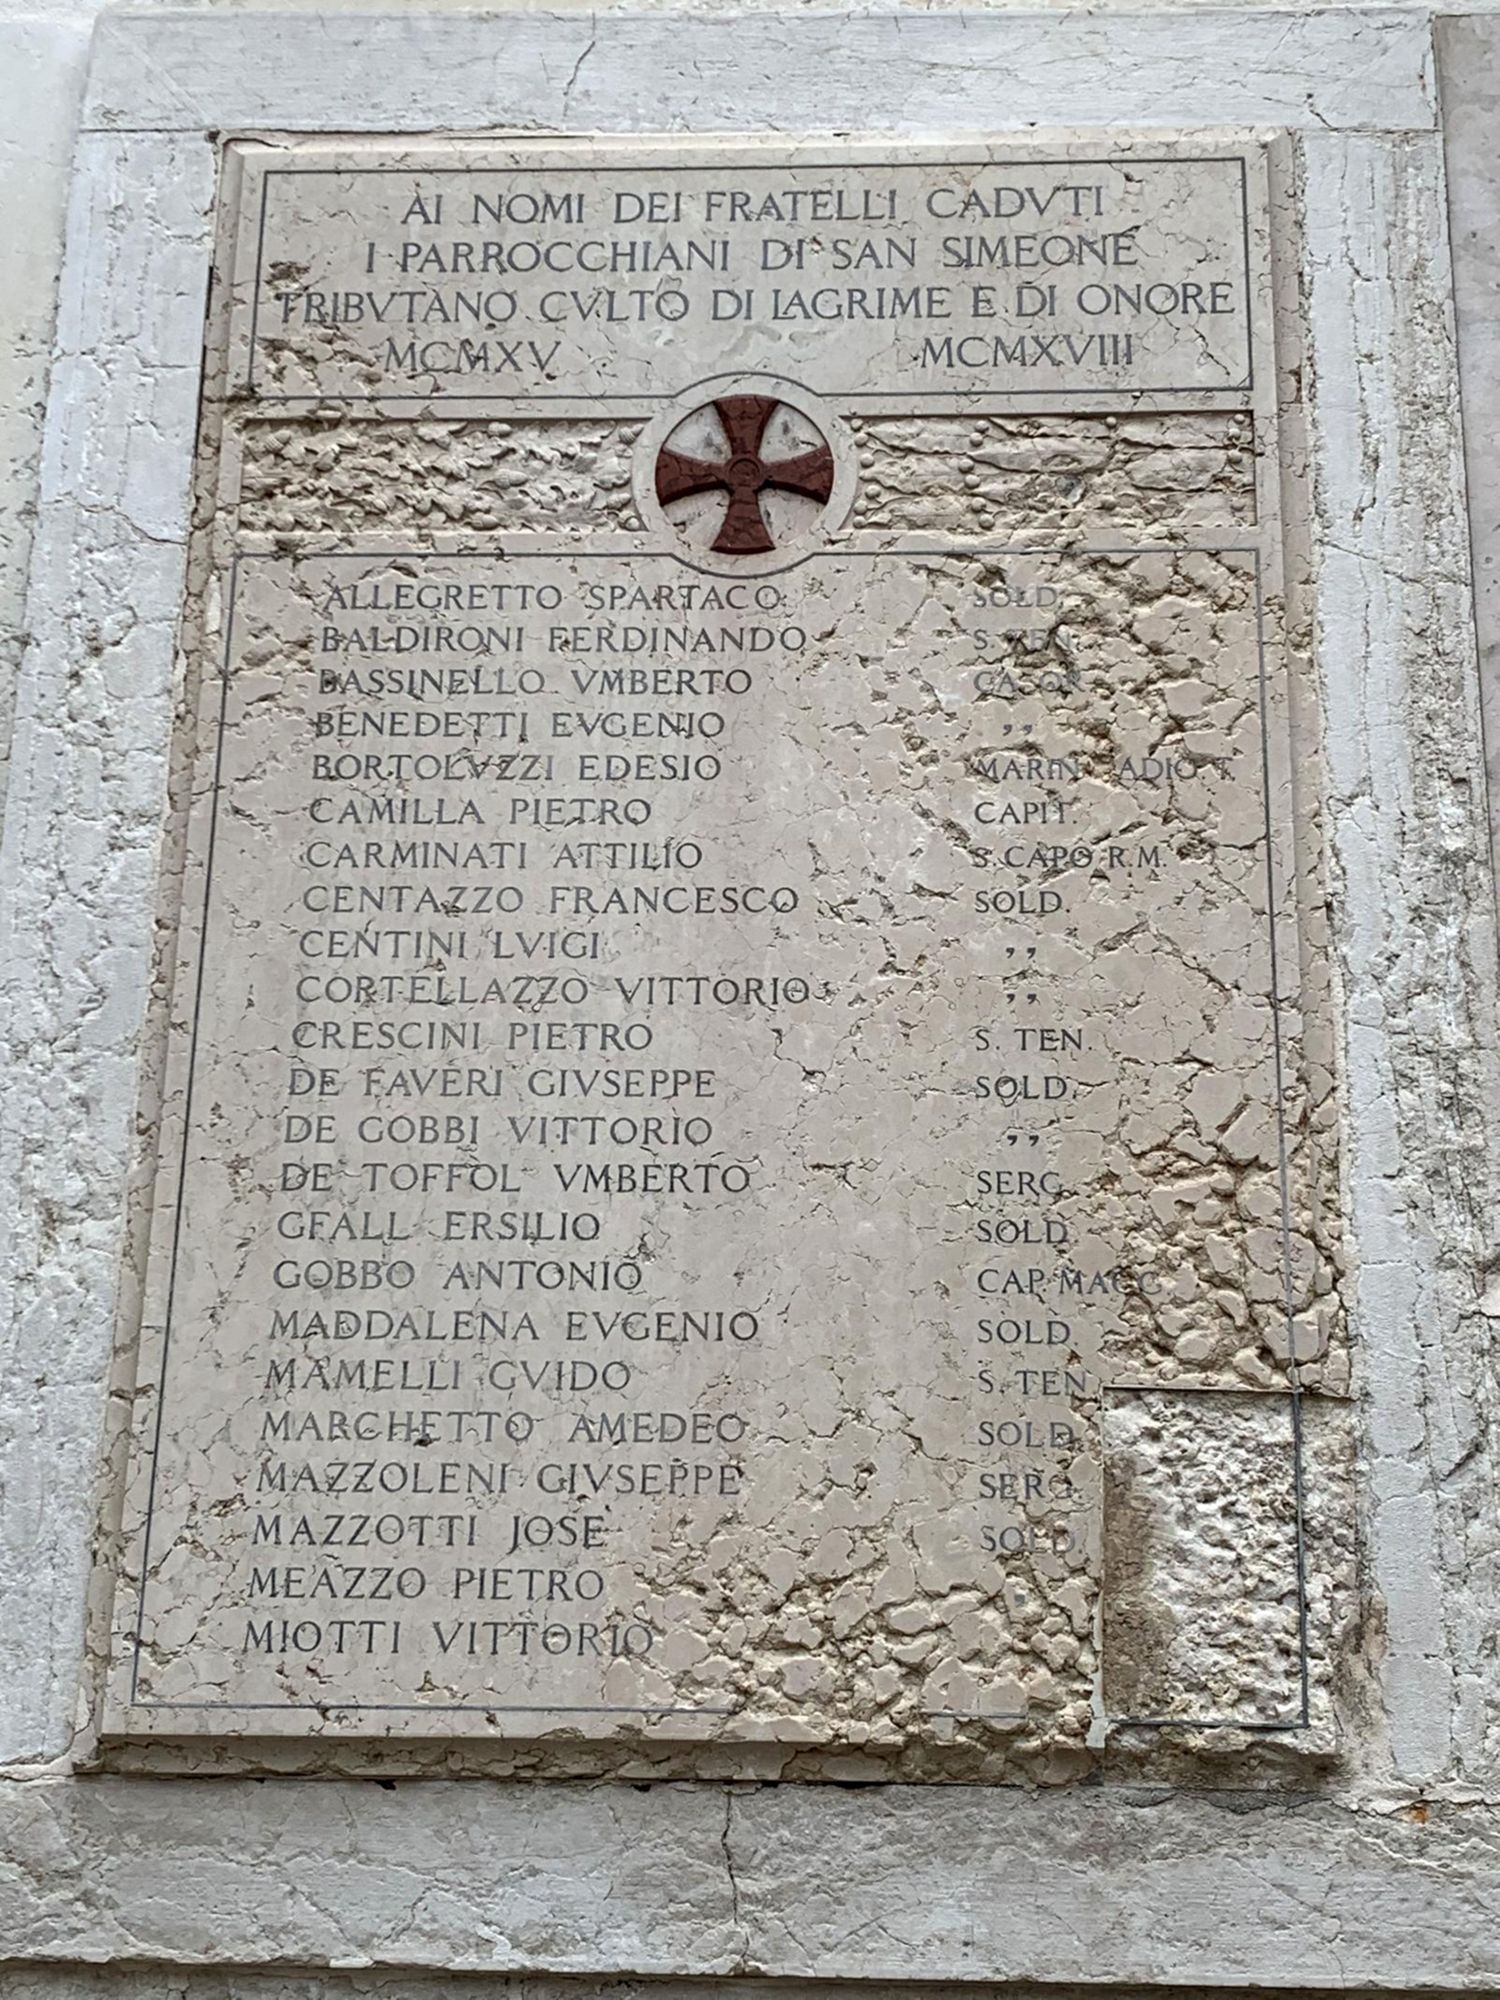 AI NOMI DEI FRATELLI CADVTI
I PARROCCHIANI DI SAN SIMEONE
TRIBVTANO CVLTO DI LAGRIME E DI ONORE
MCMXV MCMXVIII
ALLEGRETTO SPARTACO SOLD.
BALDIRONI FERDINANDO S. TEN.
BASSINELLO VMBERTO
BENEDETTI EVGENIO ,,
BORTOLVZZI EDESIO MARIN. T.
CAMILLA PIETRO CAPIT.
CARMINATI ATTILIO S. CAPO R.M.
CENTAZZO FRANCESCO SOLD.
CENTINI LVIGI ,,
CORTELLAZZO VITTORIO ,,
CRESCINI PIETRO S. TEN.
DE FAVERI GIVSEPPE SOLD.
DE GOBBI VITTORIO ,,
DE TOFFOL VMBERTO SERG.
GFALL ERSILIO SOLD.
GOBBO ANTONIO CAP. MACC.
MADDALENA EVGENIO SOLD.
MAMELLI GVIDO S. TEN.
MARCHETTO AMEDEO SOLD.
MAZZOLENI GIVSEPPE SERG.
MAZZOTTI JOSE SOLD.
MEAZZO PIETRO
MIOTTI VITTORIO